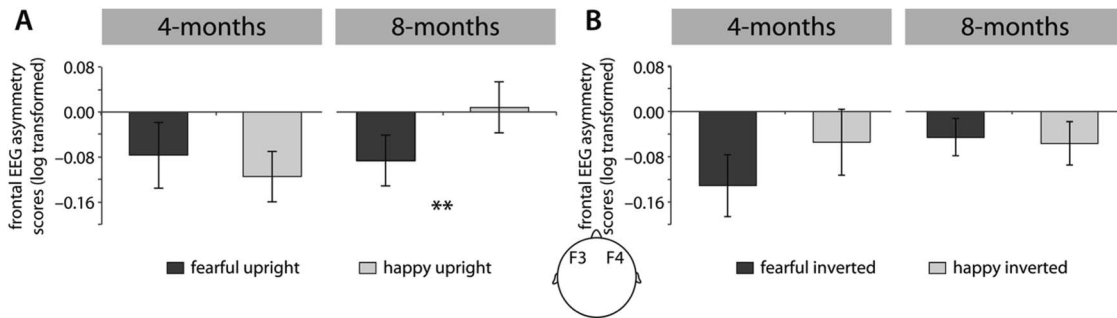 A
4-months
8-months
frontal EEG asymmetry
scores (log transformed)
0.08
0.00
−0.08
−0.16
**
fearful upright
happy upright
F3 F4
B
4-months
8-months
frontal EEG asymmetry
scores (log transformed)
0.08
0.00
−0.08
−0.16
fearful inverted
happy inverted